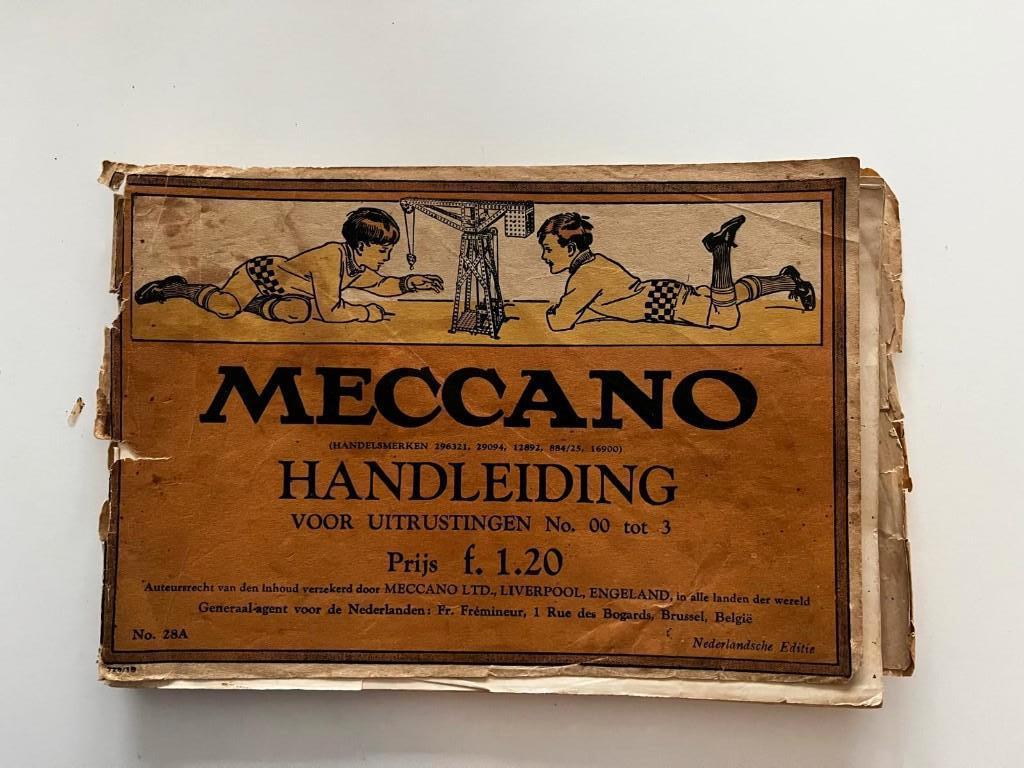 MECCANO
(HANDELSMERKEN 296321, 29094, 12892, 884/25, 16900)
HANDLEIDING
VOOR UITRUSTINGEN No. 00 tot 3
Prijs f. 1.20
Auteursrecht van den inhoud verzekerd door MECCANO LTD., LIVERPOOL, ENGELAND, in alle landen der wereld
Generaal-agent voor de Nederlanden: Fr. Frémineur, 1 Rue des Bogards, Brussel, België
No. 28A
Nederlandsche Editie